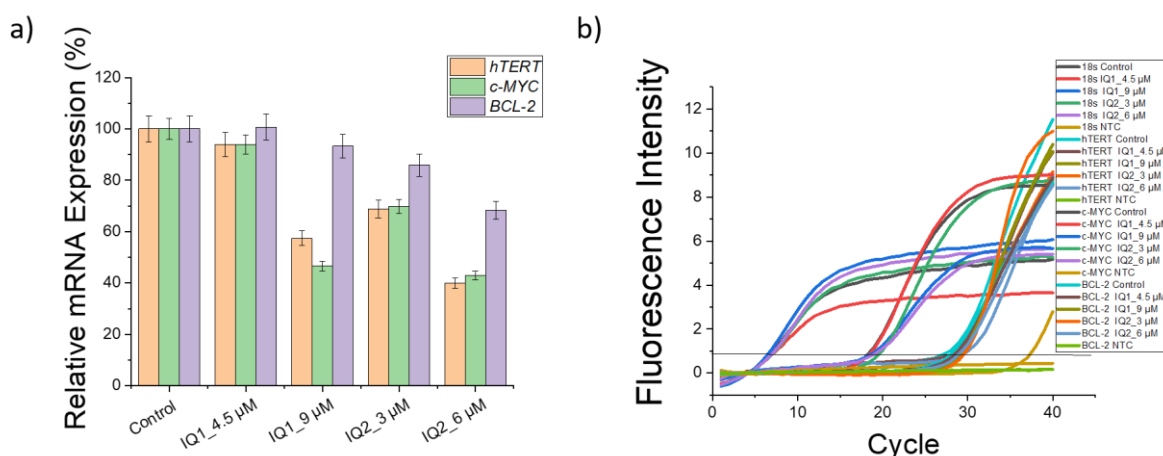 a)
Relative mRNA Expression (%)
120
100
80
60
40
20
0
hTERT
c-MYC
BCL-2
Control
IQ1_4.5 µM
IQ1_9 µM
IQ2_3 µM
IQ2_6 µM
b)
Fluorescence Intensity
12
10
8
6
4
2
0
0
10
20
30
40
Cycle
18s Control
18s IQ1_4.5 µM
18s IQ1_9 µM
18s IQ2_3 µM
18s IQ2_6 µM
18s NTC
hTERT Control
hTERT IQ1_4.5 µM
hTERT IQ1_9 µM
hTERT IQ2_3 µM
hTERT IQ2_6 µM
hTERT NTC
c-MYC Control
c-MYC IQ1_4.5 µM
c-MYC IQ1_9 µM
c-MYC IQ2_3 µM
c-MYC IQ2_6 µM
c-MYC NTC
BCL-2 Control
BCL-2 IQ1_4.5 µM
BCL-2 IQ1_9 µM
BCL-2 IQ2_3 µM
BCL-2 IQ2_6 µM
BCL-2 NTC